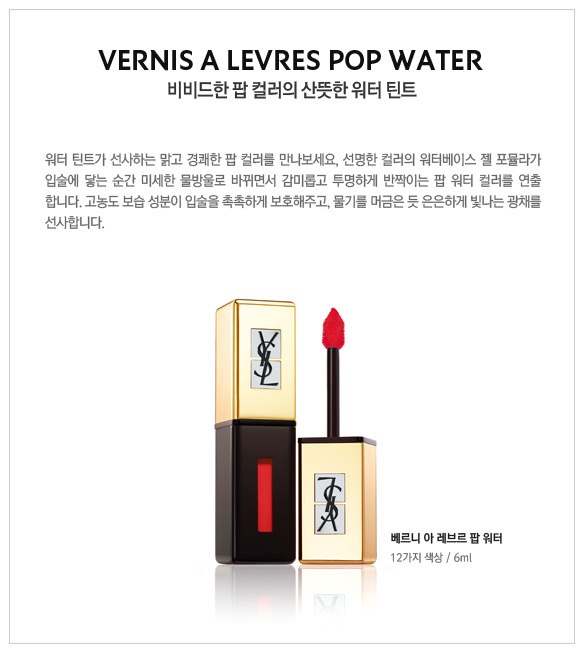 VERNIS A LEVRES POP WATER
비비드한 팝 컬러의 산뜻한 워터 틴트
워터 틴트가 선사하는 맑고 경쾌한 팝 컬러를 만나보세요, 선명한 컬러의 워터베이스 젤 포뮬라가
입술에 닿는 순간 미세한 물방울로 바뀌면서 감미롭고 투명하게 반짝이는 팝 워터 컬러를 연출
합니다. 고농도 보습 성분이 입술을 촉촉하게 보호해주고, 물기를 머금은 듯 은은하게 빛나는 광채를
선사합니다.
YSL
YSL
베르니 아 레브르 팝 워터
12가지 색상 / 6ml